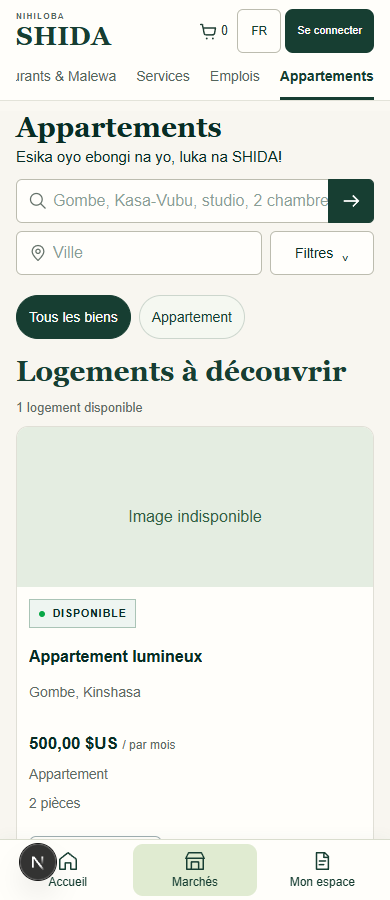 NIHILOBA
SHIDA
0
FR
Se connecter
urants & Malewa Services Emplois Appartements
Appartements
Esika oyo ebongi na yo, luka na SHIDA!
Gombe, Kasa-Vubu, studio, 2 chambre
Ville
Filtres v
Tous les biens
Appartement
Logements à découvrir
1 logement disponible
Image indisponible
DISPONIBLE
Appartement lumineux
Gombe, Kinshasa
500,00 $US / par mois
Appartement
2 pièces
N
Accueil
Marchés
Mon espace